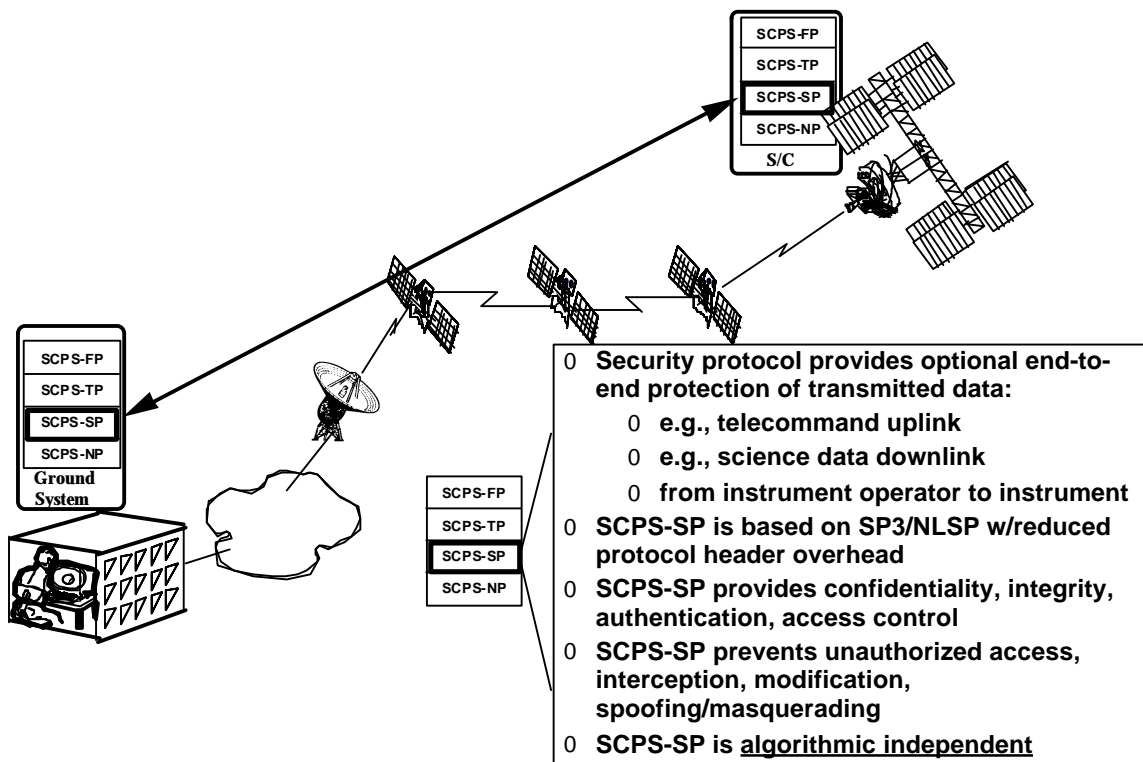 SCPS-FP
SCPS-TP
SCPS-SP
SCPS-NP
S/C
SCPS-FP
SCPS-TP
SCPS-SP
SCPS-NP
Ground
System
SCPS-FP
SCPS-TP
SCPS-SP
SCPS-NP
0 Security protocol provides optional end-to-
end protection of transmitted data:
0 e.g., telecommand uplink
0 e.g., science data downlink
0 from instrument operator to instrument
0 SCPS-SP is based on SP3/NLSP w/reduced
protocol header overhead
0 SCPS-SP provides confidentiality, integrity,
authentication, access control
0 SCPS-SP prevents unauthorized access,
interception, modification,
spoofing/masquerading
0 SCPS-SP is algorithmic independent